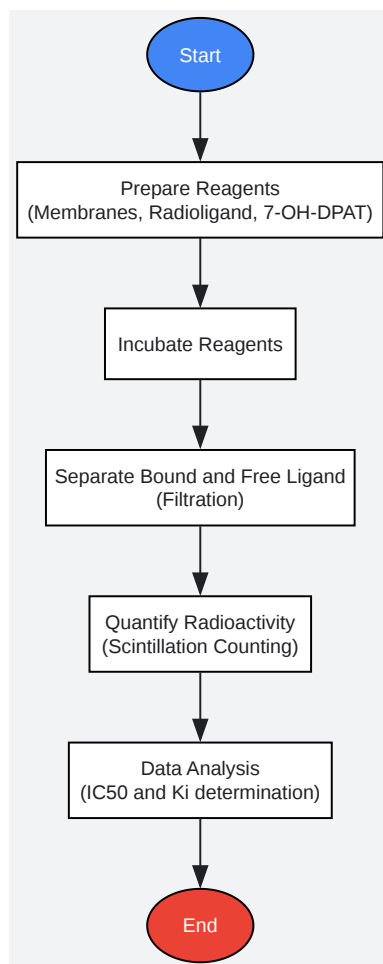 Start
Prepare Reagents
(Membranes, Radioligand, 7-OH-DPAT)
Incubate Reagents
Separate Bound and Free Ligand
(Filtration)
Quantify Radioactivity
(Scintillation Counting)
Data Analysis
(IC50 and Ki determination)
End